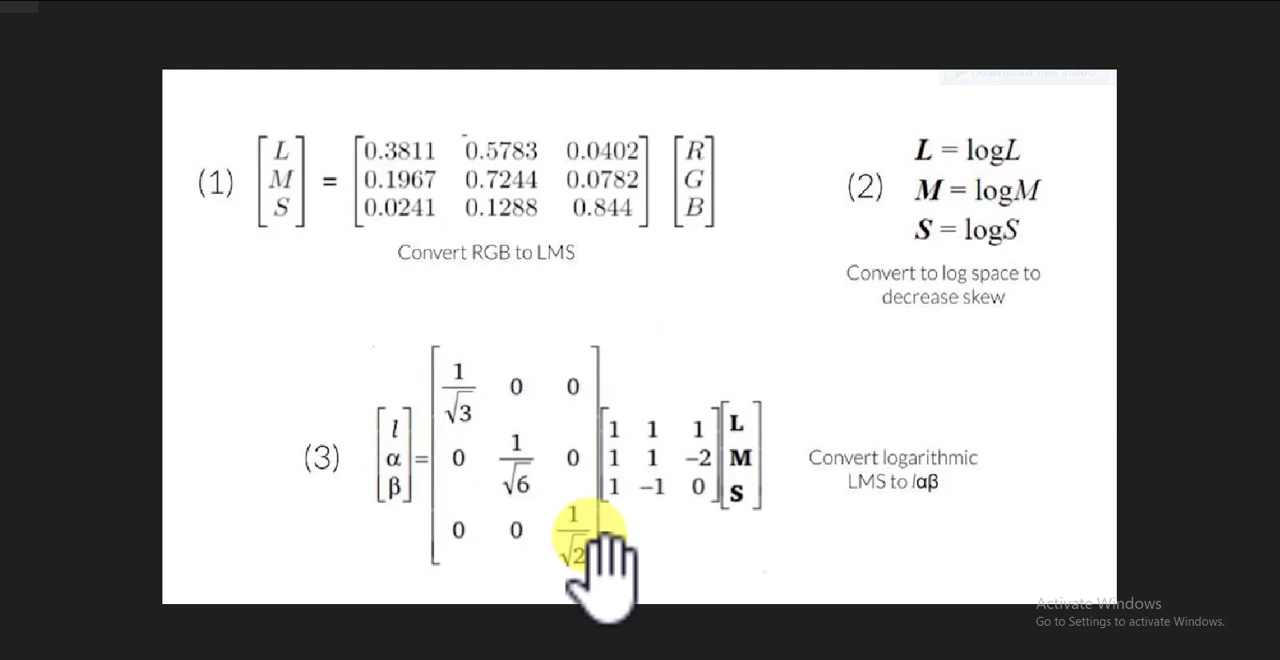 (1) [L M S] = [0.3811 0.5783 0.0402; 0.1967 0.7244 0.0782; 0.0241 0.1288 0.844] [R G B]
Convert RGB to LMS
(2) L = logL
M = logM
S = logS
Convert to log space to
decrease skew
(3) [l α β] = [1/√3 0 0; 0 1/√6 0; 0 0 1/√2] [1 1 1; 1 1 −2; 1 −1 0] [L M S]
Convert logarithmic
LMS to lαβ
Activate Windows
Go to Settings to activate Windows.